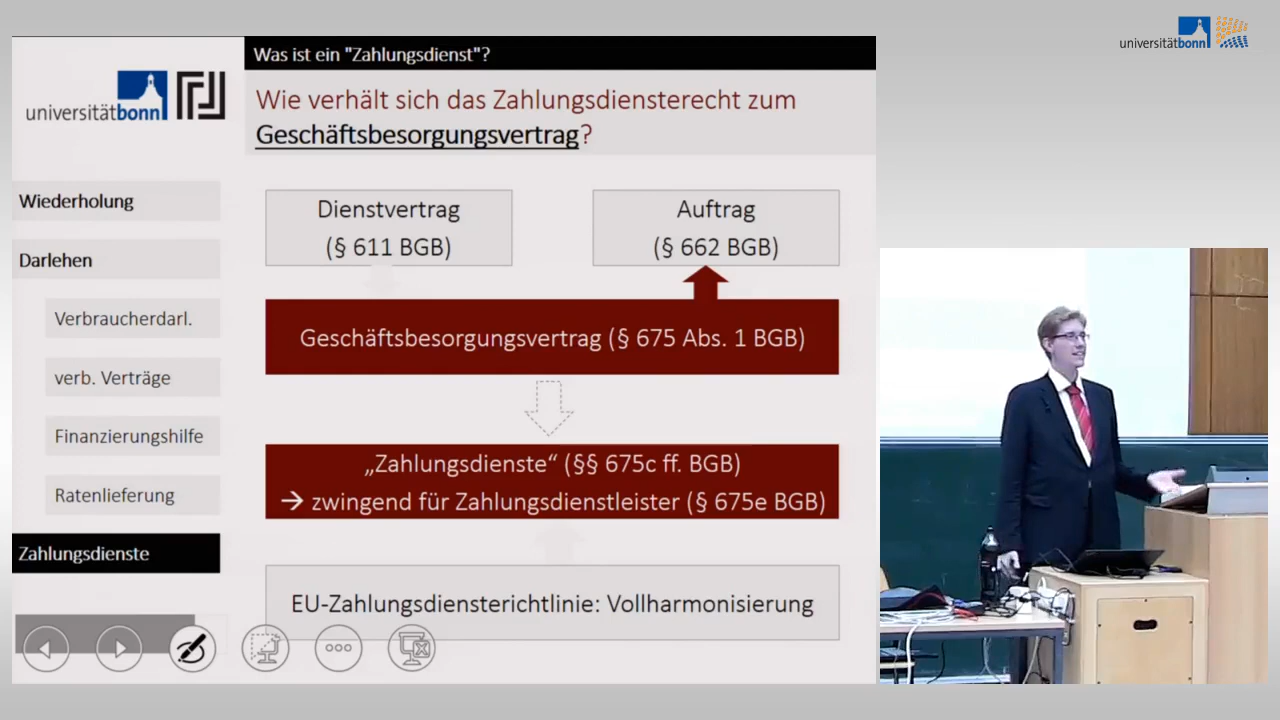 universitätbonn
Was ist ein "Zahlungsdienst"?
universitätbonn
Wie verhält sich das Zahlungsdiensterecht zum
Geschäftsbesorgungsvertrag?
Wiederholung
Darlehen
Verbraucherdarl.
verb. Verträge
Finanzierungshilfe
Ratenlieferung
Zahlungsdienste
Dienstvertrag
(§ 611 BGB)
Auftrag
(§ 662 BGB)
Geschäftsbesorgungsvertrag (§ 675 Abs. 1 BGB)
„Zahlungsdienste“ (§§ 675c ff. BGB)
→ zwingend für Zahlungsdienstleister (§ 675e BGB)
EU-Zahlungsdiensterichtlinie: Vollharmonisierung